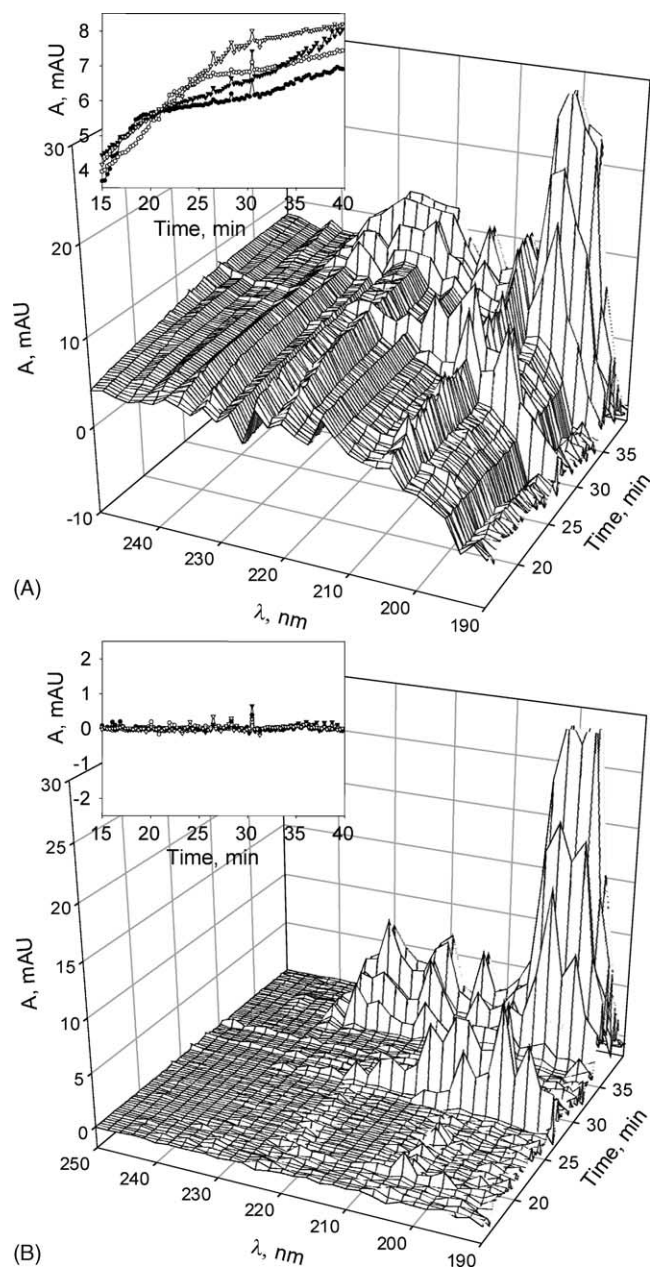 8
7
6
5
4
A, mAU
15 20 25 30 35 40
Time, min
30
20
10
0
-10
A, mAU
240 230 220 210 200 190
λ, nm
20 25 30 35
Time, min
(A)
2
1
0
-1
-2
A, mAU
15 20 25 30 35 40
Time, min
30
25
20
15
10
5
0
A, mAU
250 240 230 220 210 200 190
λ, nm
20 25 30 35
Time, min
(B)